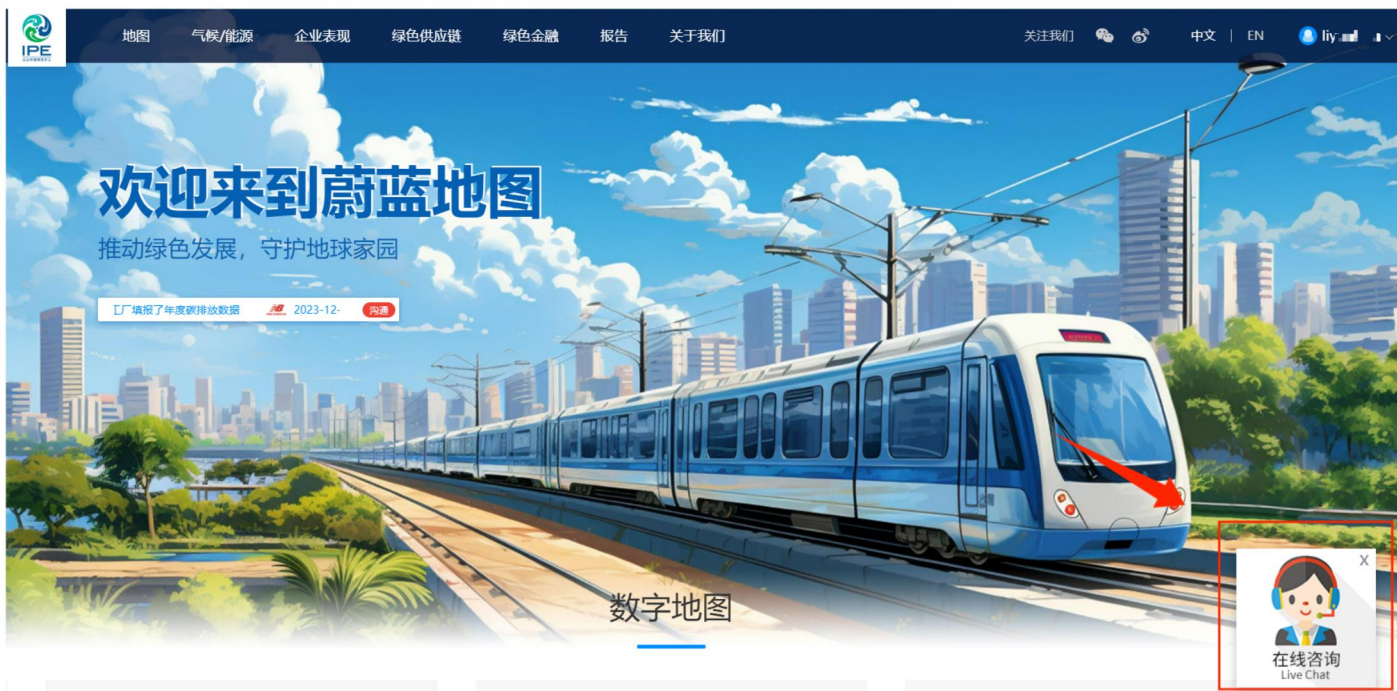 IPE
地图 气候/能源 企业表现 绿色供应链 绿色金融 报告 关于我们 关注我们 中文 | EN liy
欢迎来到蔚蓝地图
推动绿色发展，守护地球家园
工厂填报了年度碳排放数据 2023-12- 沟通
数字地图
X
在线咨询
Live Chat